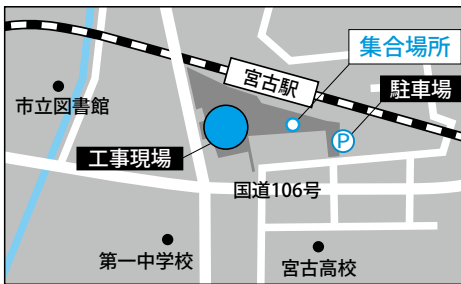 集合場所
宮古駅
駐車場
市立図書館
P
工事現場
国道106号
第一中学校
宮古高校